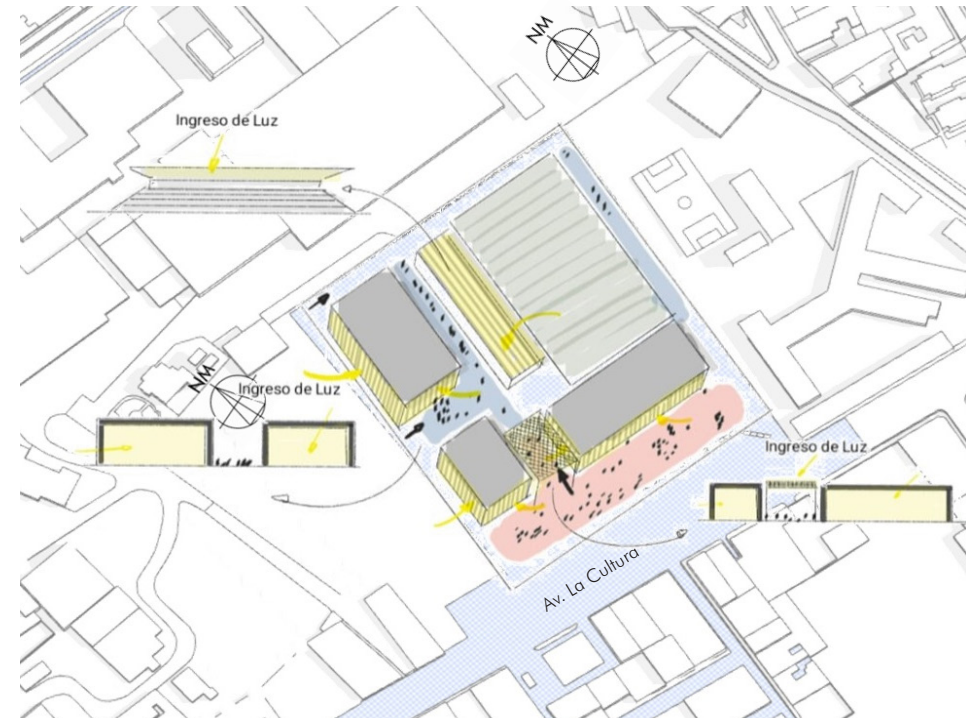 NM
Ingreso de Luz
NM
Ingreso de Luz
Ingreso de Luz
Av. La Cultura